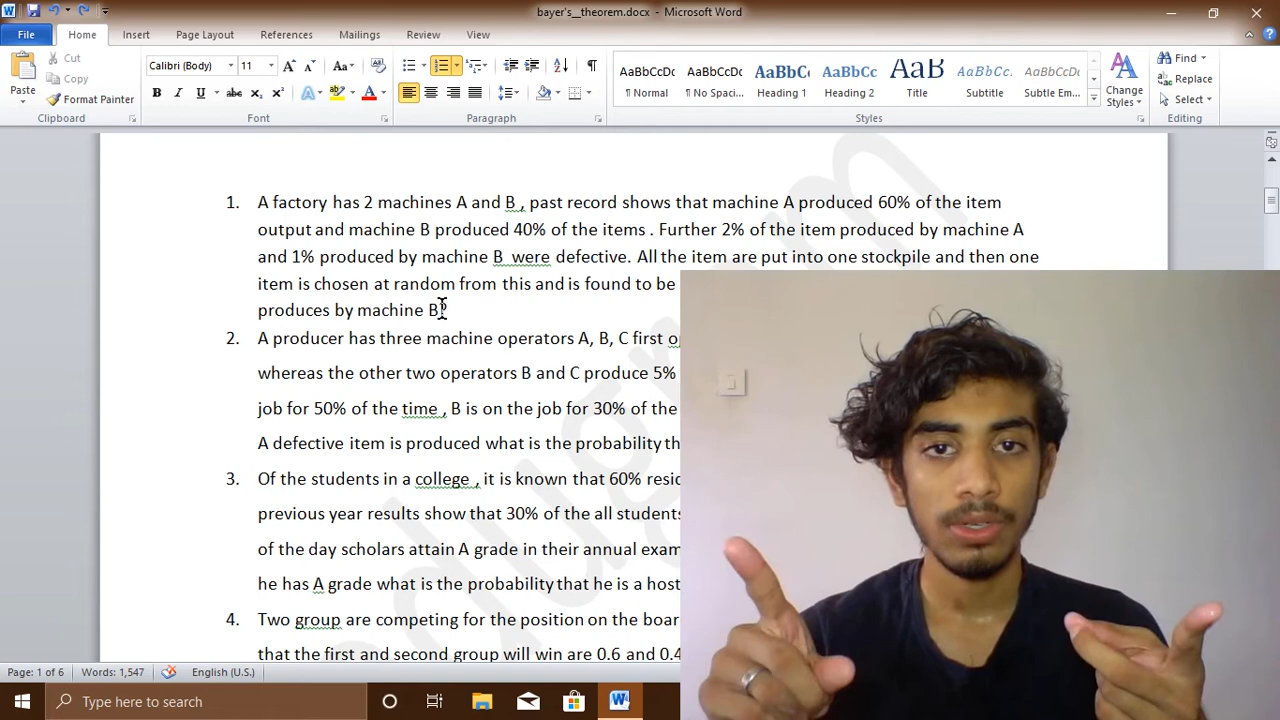 bayer's__theorem.docx - Microsoft Word
File Home Insert Page Layout References Mailings Review View
Cut
Copy
Format Painter
Paste
Clipboard
Calibri (Body) 11
Font
Paragraph
AaBbCcDc AaBbCcDc AaBbC AaBbCc AaB AaBbCcL AaBbCcDc
¶ Normal ¶ No Spaci... Heading 1 Heading 2 Title Subtitle Subtle Em...
Styles
Change
Styles
Find
Replace
Select
Editing
1. A factory has 2 machines A and B , past record shows that machine A produced 60% of the item
output and machine B produced 40% of the items . Further 2% of the item produced by machine A
and 1% produced by machine B were defective. All the item are put into one stockpile and then one
item is chosen at random from this and is found to be
produces by machine B?
2. A producer has three machine operators A, B, C first
whereas the other two operators B and C produce 5%
job for 50% of the time , B is on the job for 30% of the
A defective item is produced what is the probability
3. Of the students in a college , it is known that 60%
previous year results show that 30% of the all students
of the day scholars attain A grade in their annual
he has A grade what is the probability that he is a
4. Two group are competing for the position on the
that the first and second group will win are 0.6 and
Page: 1 of 6 Words: 1,547 English (U.S.)
Type here to search